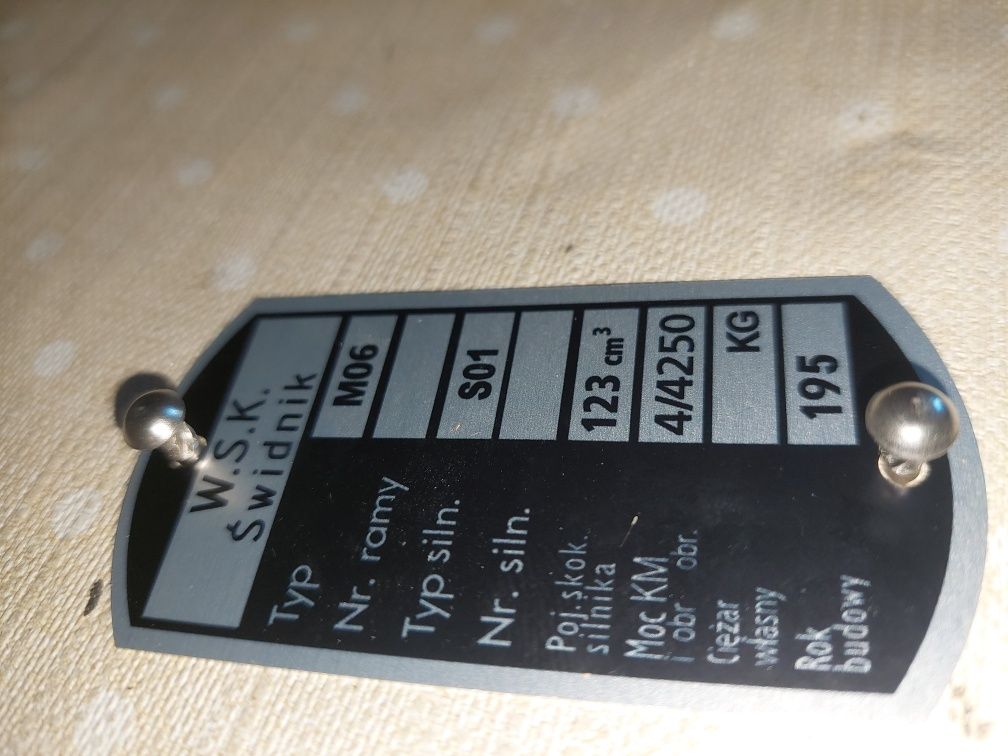 W.S.K.
Świdnik
Typ M06
Nr. ramy
Typ siln. S01
Nr. siln.
Poj.skok.
silnika 123 cm³
Moc KM
i obr obr. 4/4250
Ciężar
własny KG
Rok
budowy 195